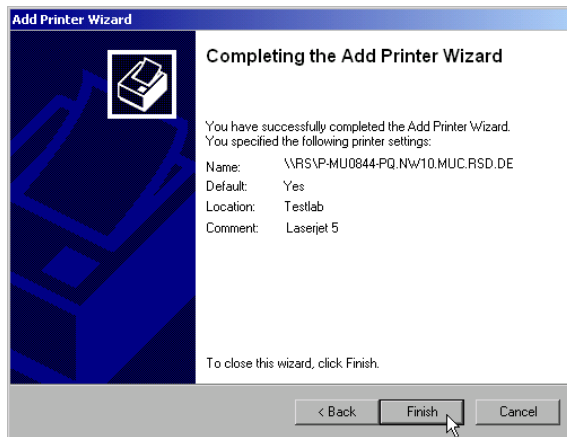 Add Printer Wizard
Completing the Add Printer Wizard
You have successfully completed the Add Printer Wizard.
You specified the following printer settings:
Name: \\RS\P-MU0844-PQ.NW10.MUC.RSD.DE
Default: Yes
Location: Testlab
Comment: Laserjet 5
To close this wizard, click Finish.
< Back Finish Cancel